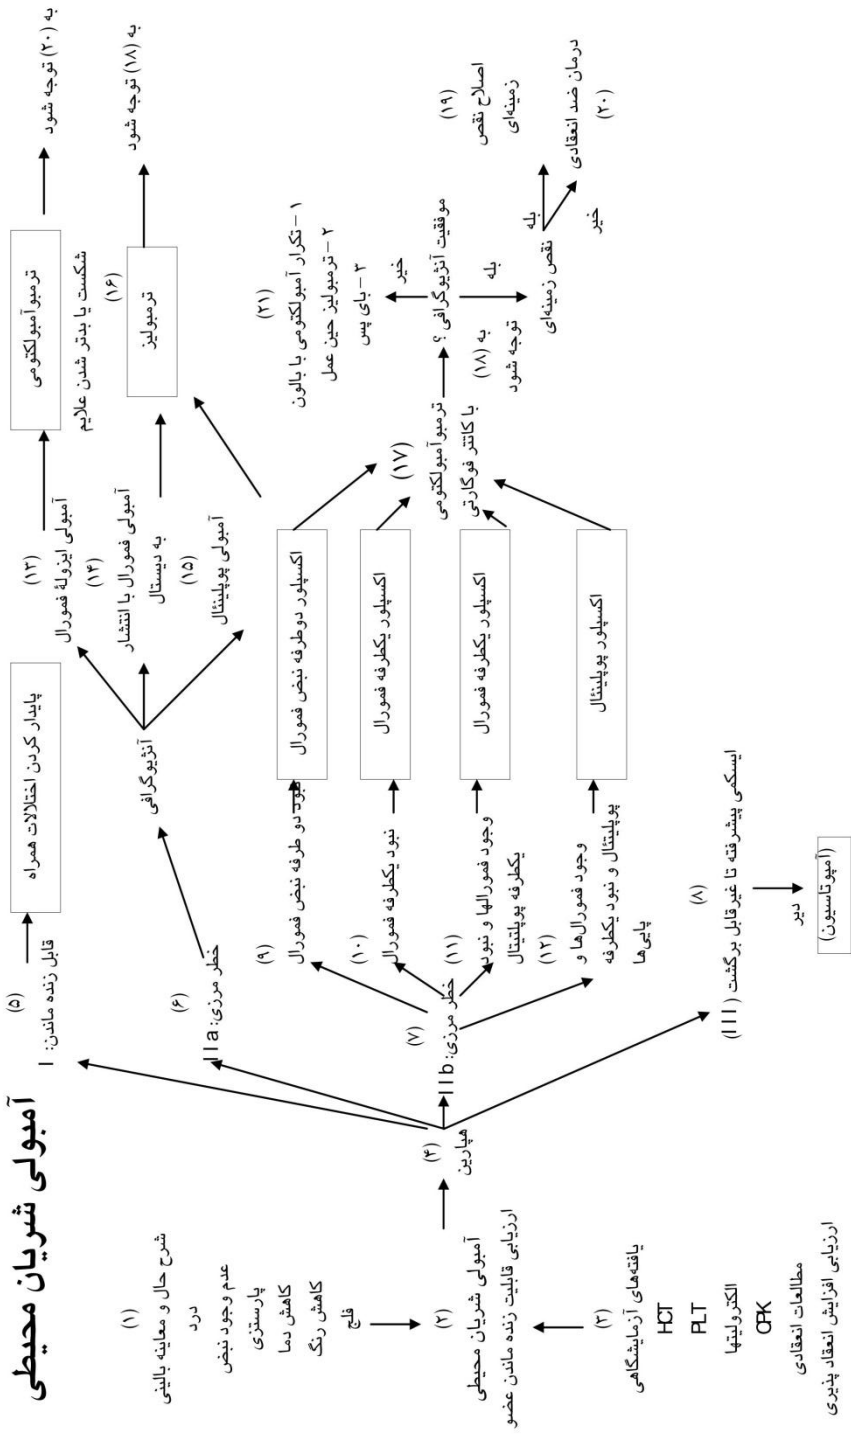 آمبولی شریان محیطی
(۱)
شرح حال و معاینه بالینی
درد
عدم وجود نبض
پارستزی
کاهش دما
کاهش رنگ
فلج
(۲)
آمبولی شریان محیطی
ارزیابی قابلیت زنده ماندن عضو
(۳)
یافته‌های آزمایشگاهی
HCT
PLT
الکترولیتها
CPK
مطالعات انعقادی
ارزیابی افزایش انعقاد پذیری
(۴)
هپارین
(۵)
قابل زنده ماندن: I
پایدار کردن اختلالات همراه
(۶)
خطر مرزی: IIa
آنژیوگرافی
(۷)
خطر مرزی: IIb
(۸)
ایسکمی پیشرفته تا غیرقابل برگشت (III)
دیر
(آمپوتاسیون)
(۹)
نبود دو طرفه نبض فمورال
اکسپلور دوطرفه نبض فمورال
(۱۰)
نبود یکطرفه فمورال
اکسپلور یکطرفه فمورال
(۱۱)
وجود فمورالها و نبود
یکطرفه پوپلیتیال
اکسپلور یکطرفه فمورال
(۱۲)
وجود فمورال‌ها و
پوپلیتئال و نبود یکطرفه
پایی‌ها
اکسپلور پوپلیتئال
(۱۳)
آمبولی ایزولهٔ فمورال
ترمبوآمبولکتومی
به (۲۰) توجه شود
شکست یا بدتر شدن علایم
(۱۴)
آمبولی فمورال با انتشار
به دیستال
(۱۵)
آمبولی پوپلیتئال
(۱۶)
ترمبولیز
به (۱۸) توجه شود
(۱۷)
ترمبوآمبولکتومی
با کاتتر فوگارتی
موفقیت آنژیوگرافی ؟
خیر
(۲۱)
۱ – تکرار آمبولکتومی با بالون
۲ – ترمبولیز حین عمل
۳ – بای پس
بله
به (۱۸)
توجه شود
نقص زمینه‌ای
بله
(۱۹)
اصلاح نقص
زمینه‌ای
خیر
درمان ضد انعقادی
(۲۰)